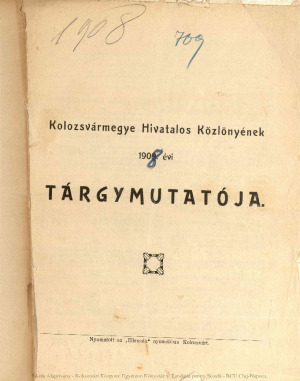 1908
709
Kolozsvármegye Hivatalos Közlönyének
1908 évi
TÁRGYMUTATÓJA.
Nyomatott az „Ellenzék" nyomdában Kolozsvárt.